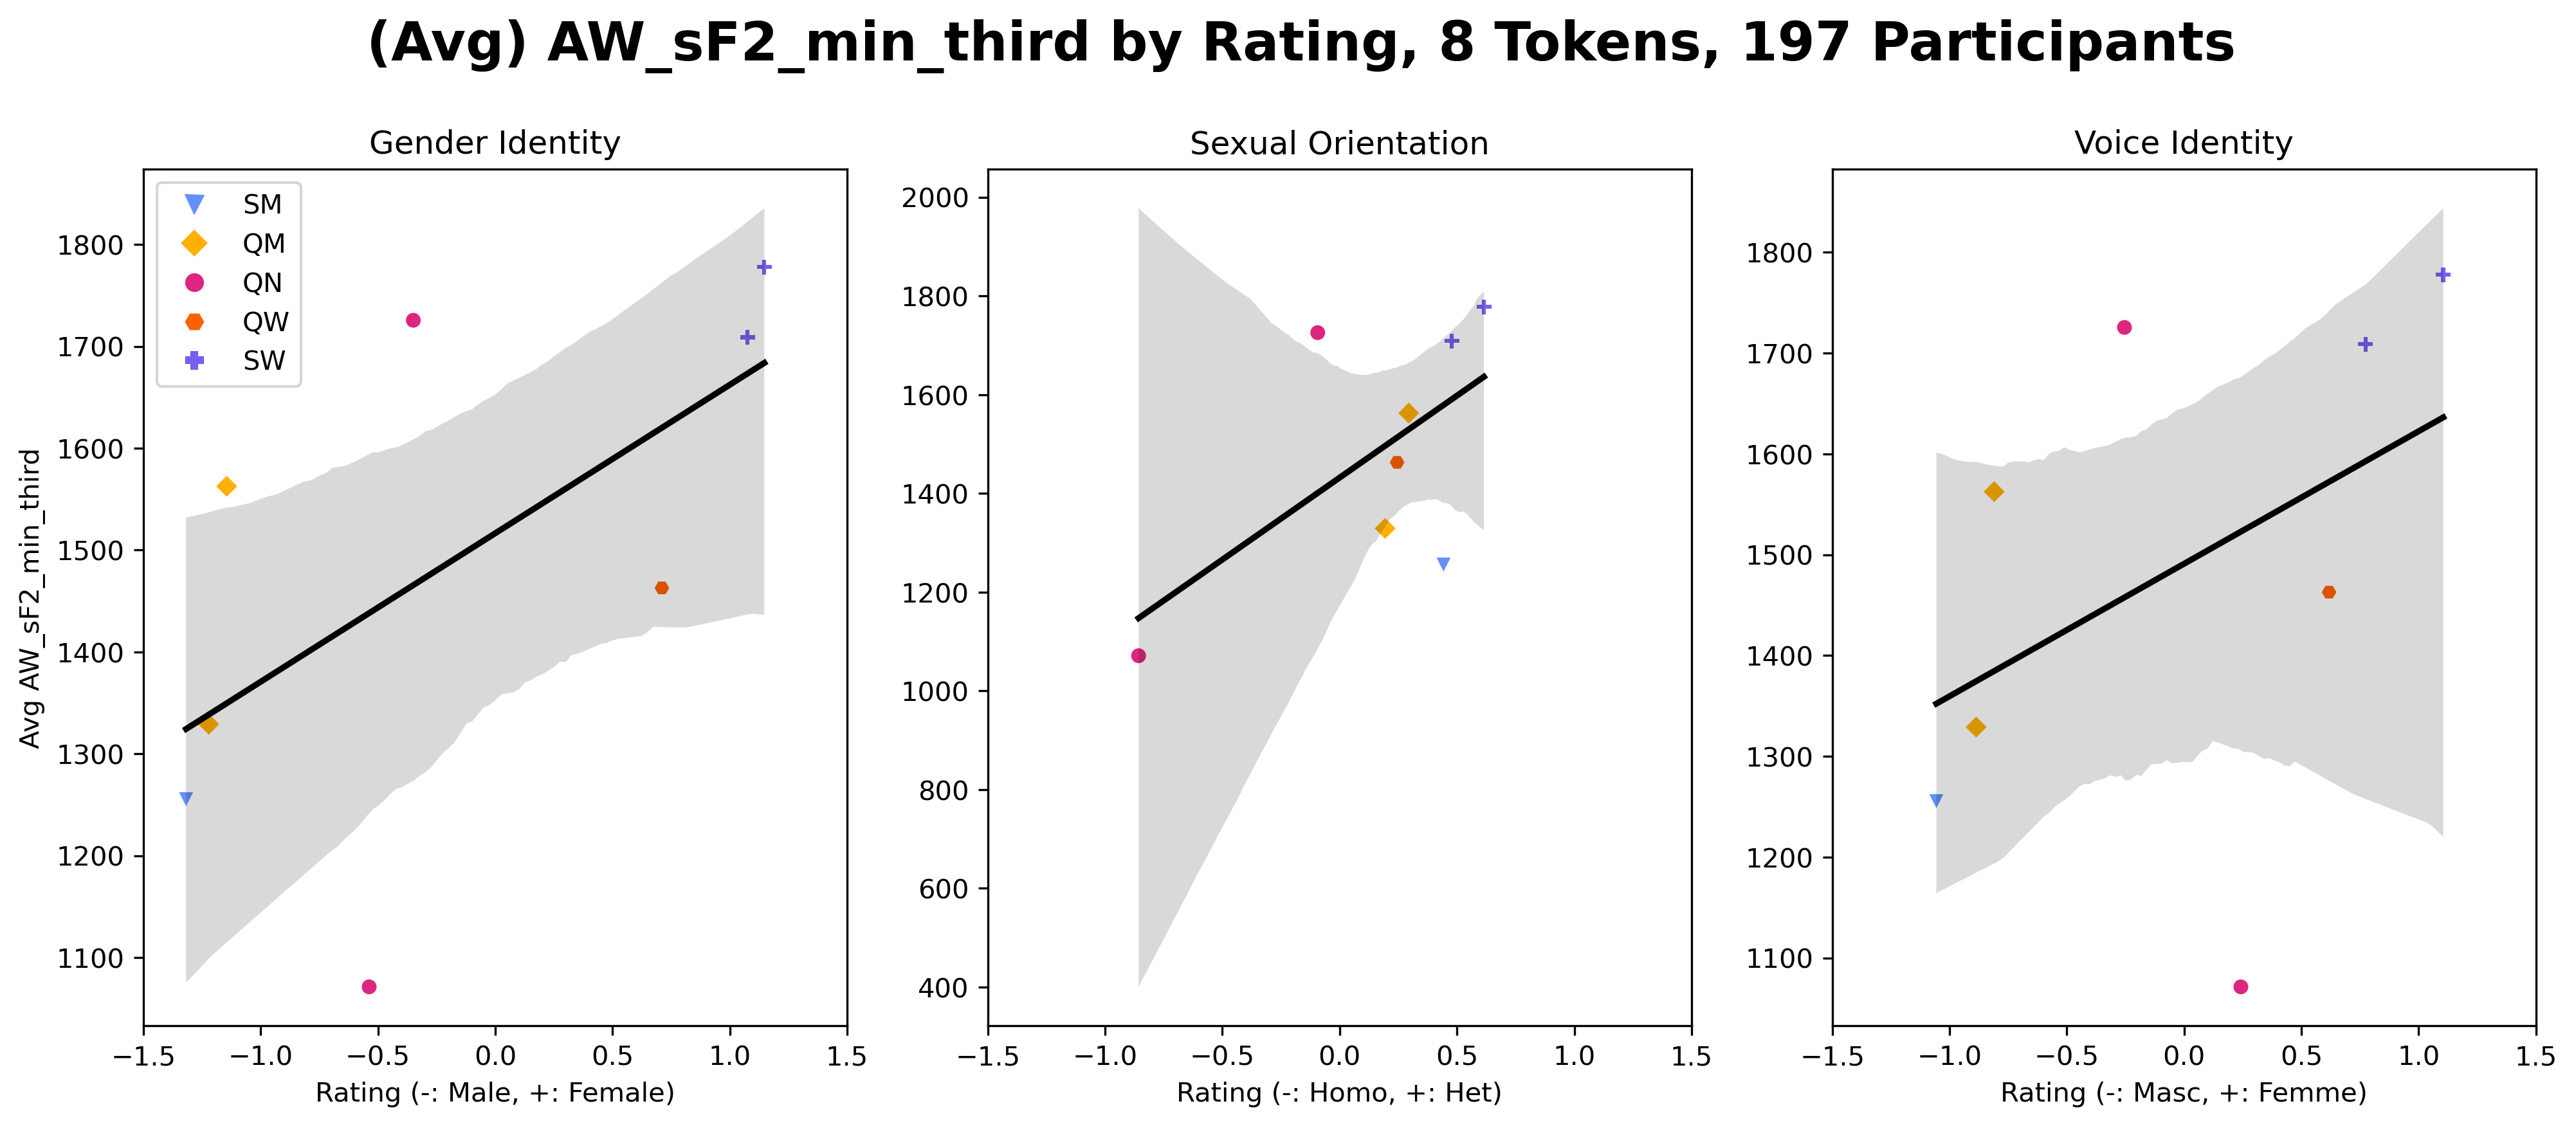 (Avg) AW_sF2_min_third by Rating, 8 Tokens, 197 Participants
Gender Identity
SM
QM
QN
QW
SW
1800
1700
1600
1500
1400
1300
1200
1100
Avg AW_sF2_min_third
−1.5 −1.0 −0.5 0.0 0.5 1.0 1.5
Rating (-: Male, +: Female)
Sexual Orientation
2000
1800
1600
1400
1200
1000
800
600
400
−1.5 −1.0 −0.5 0.0 0.5 1.0 1.5
Rating (-: Homo, +: Het)
Voice Identity
1800
1700
1600
1500
1400
1300
1200
1100
−1.5 −1.0 −0.5 0.0 0.5 1.0 1.5
Rating (-: Masc, +: Femme)